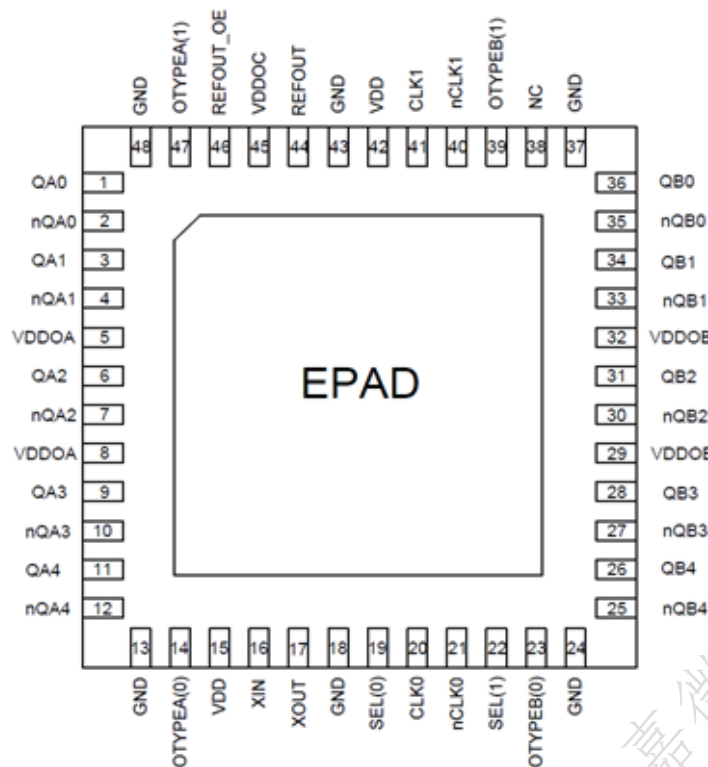 GND OTYPEA(1) REFOUT_OE VDDOC REFOUT GND VDD CLK1 nCLK1 OTYPEB(1) NC GND
48 47 46 45 44 43 42 41 40 39 38 37
QA0 1 36 QB0
nQA0 2 35 nQB0
QA1 3 34 QB1
nQA1 4 33 nQB1
VDDOA 5 32 VDDOB
QA2 6 31 QB2
EPAD
nQA2 7 30 nQB2
VDDOA 8 29 VDDOB
QA3 9 28 QB3
nQA3 10 27 nQB3
QA4 11 26 QB4
nQA4 12 25 nQB4
13 14 15 16 17 18 19 20 21 22 23 24
GND OTYPEA(0) VDD XIN XOUT GND SEL(0) CLK0 nCLK0 SEL(1) OTYPEB(0) GND
嘉